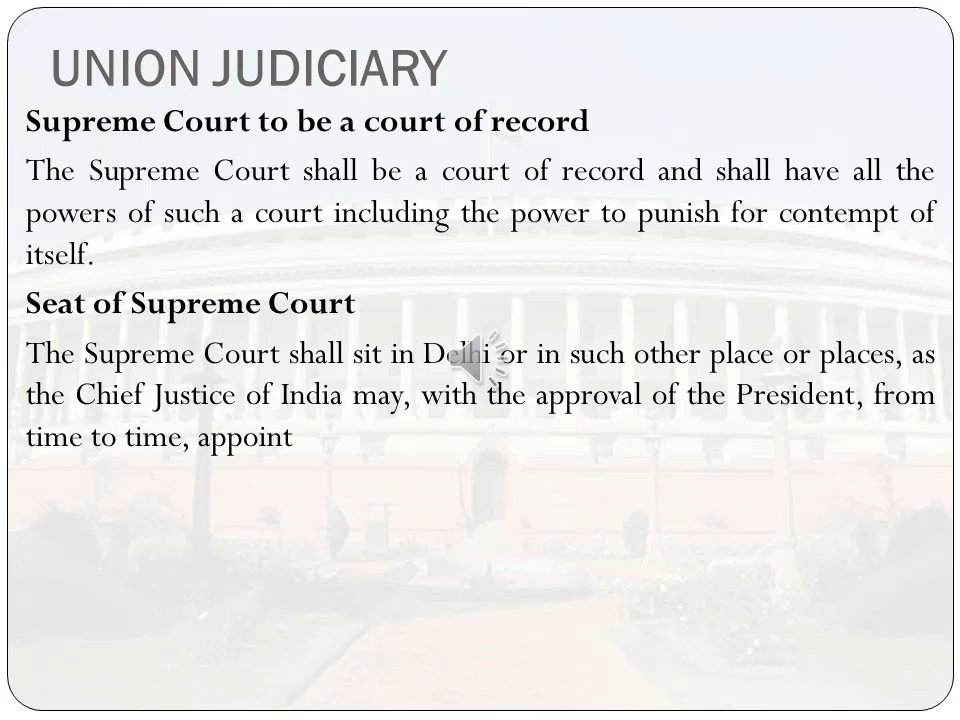 UNION JUDICIARY
Supreme Court to be a court of record
The Supreme Court shall be a court of record and shall have all the
powers of such a court including the power to punish for contempt of
itself.
Seat of Supreme Court
The Supreme Court shall sit in Delhi or in such other place or places, as
the Chief Justice of India may, with the approval of the President, from
time to time, appoint